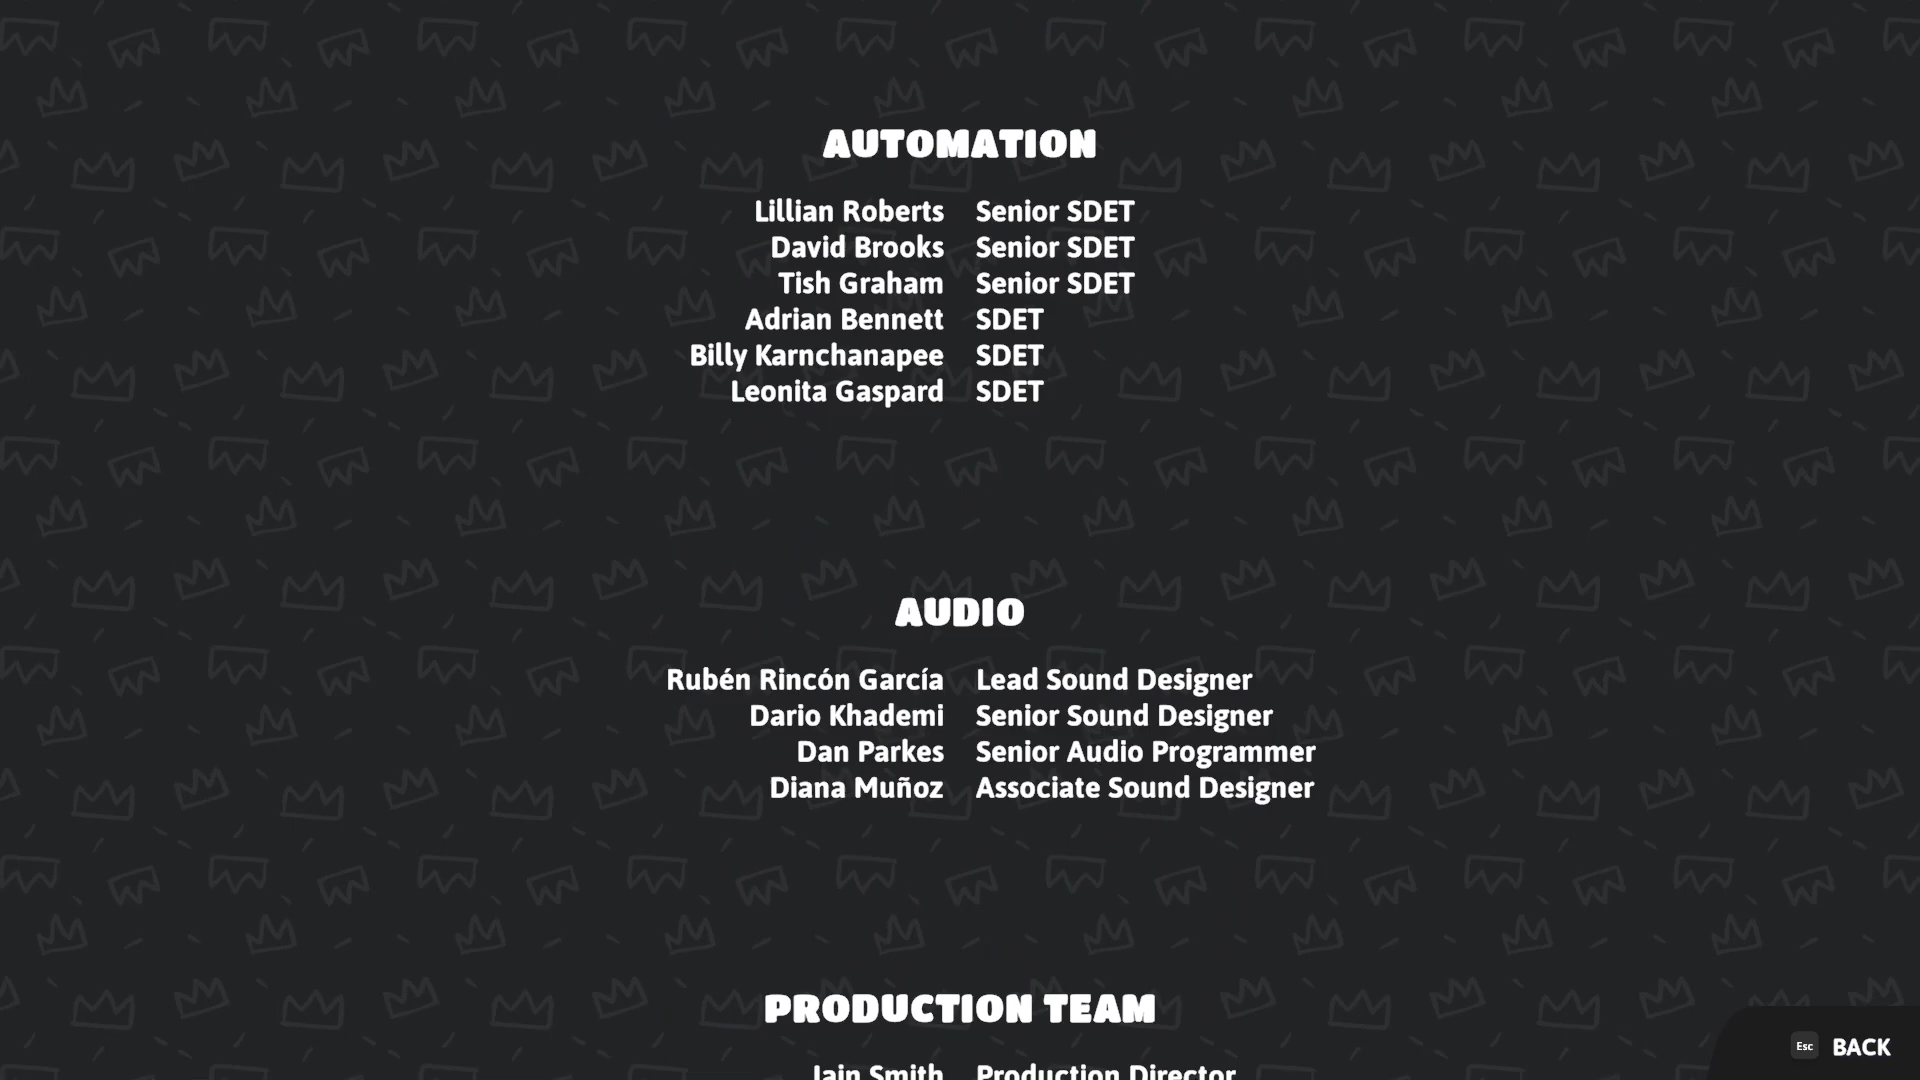 AUTOMATION
Lillian Roberts Senior SDET
David Brooks Senior SDET
Tish Graham Senior SDET
Adrian Bennett SDET
Billy Karnchanapee SDET
Leonita Gaspard SDET
AUDIO
Rubén Rincón García Lead Sound Designer
Dario Khademi Senior Sound Designer
Dan Parkes Senior Audio Programmer
Diana Muñoz Associate Sound Designer
PRODUCTION TEAM
Iain Smith Production Director
Esc BACK